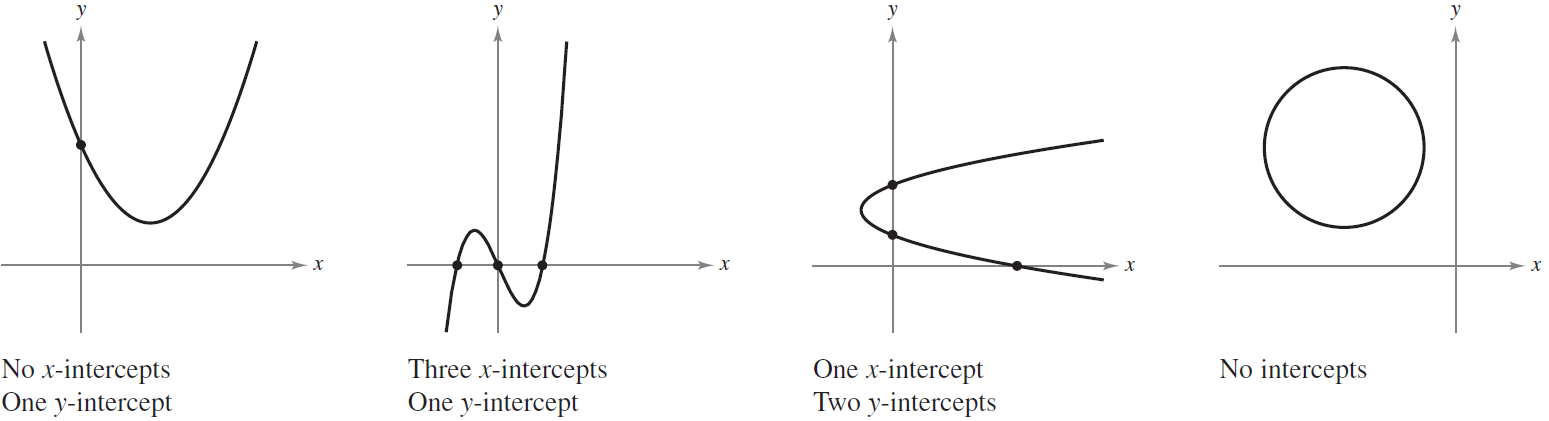 y
y
y
y
x
x
x
x
No x-intercepts
One y-intercept
Three x-intercepts
One y-intercept
One x-intercept
Two y-intercepts
No intercepts